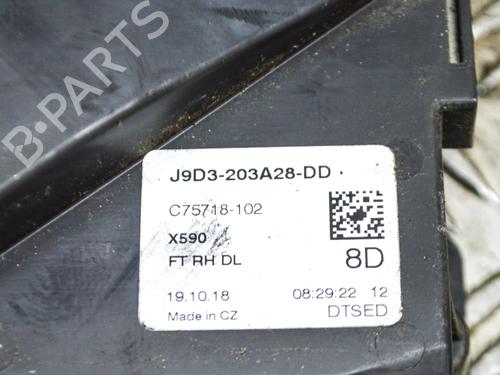 B-PARTS
J9D3-203A28-DD
C75718-102
X590
FT RH DL 8D
19.10.18 08:29:22 12
Made in CZ DTSED